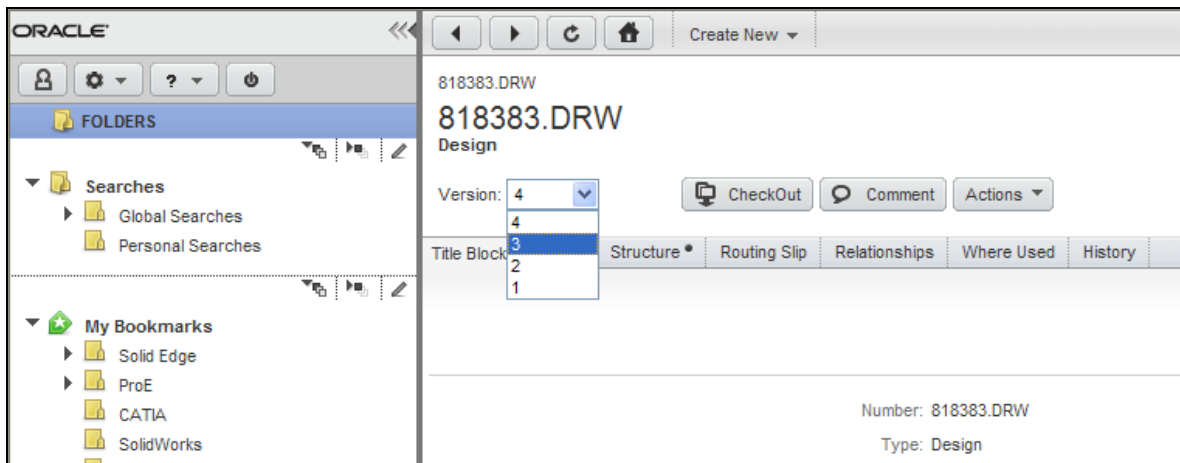 ORACLE
Create New
FOLDERS
Searches
Global Searches
Personal Searches
My Bookmarks
Solid Edge
ProE
CATIA
SolidWorks
818383.DRW
818383.DRW
Design
Version: 4
CheckOut
Comment
Actions
4
3
2
1
Title Block
Structure
Routing Slip
Relationships
Where Used
History
Number: 818383.DRW
Type: Design